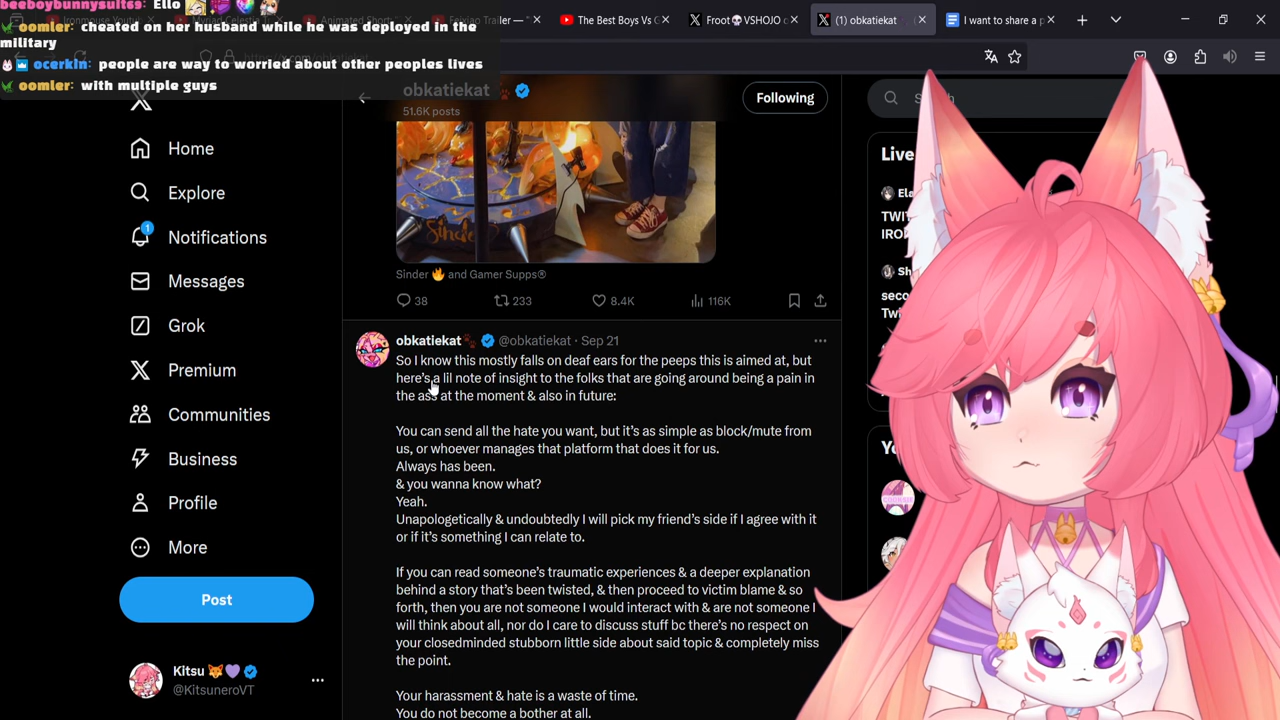 beeboybunnysuites: Ello
oomler: cheated on her husband while he was deployed in the
military
ocerkin: people are way to worried about other peoples lives
oomler: with multiple guys
Trailer —
The Best Boys Vs G
Froot💀VSHOJO
(1) obkatiekat
I want to share a p
obkatiekat
51.6K posts
Following
Home
Explore
1
Notifications
Messages
Grok
Premium
Communities
Business
Profile
More
Post
Kitsu 🦊💜
@KitsuneroVT
Sinder 🔥 and Gamer Supps®
38
233
8.4K
116K
obkatiekat🐾 @obkatiekat · Sep 21
So I know this mostly falls on deaf ears for the peeps this is aimed at, but
here's a lil note of insight to the folks that are going around being a pain in
the ass at the moment & also in future:
You can send all the hate you want, but it's as simple as block/mute from
us, or whoever manages that platform that does it for us.
Always has been.
& you wanna know what?
Yeah.
Unapologetically & undoubtedly I will pick my friend's side if I agree with it
or if it's something I can relate to.
If you can read someone's traumatic experiences & a deeper explanation
behind a story that's been twisted, & then proceed to victim blame & so
forth, then you are not someone I would interact with & are not someone I
will think about all, nor do I care to discuss stuff bc there's no respect on
your closedminded stubborn little side about said topic & completely miss
the point.
Your harassment & hate is a waste of time.
You do not become a bother at all.
Live
Ela
TWI
IRO
Sh
seco
Twi